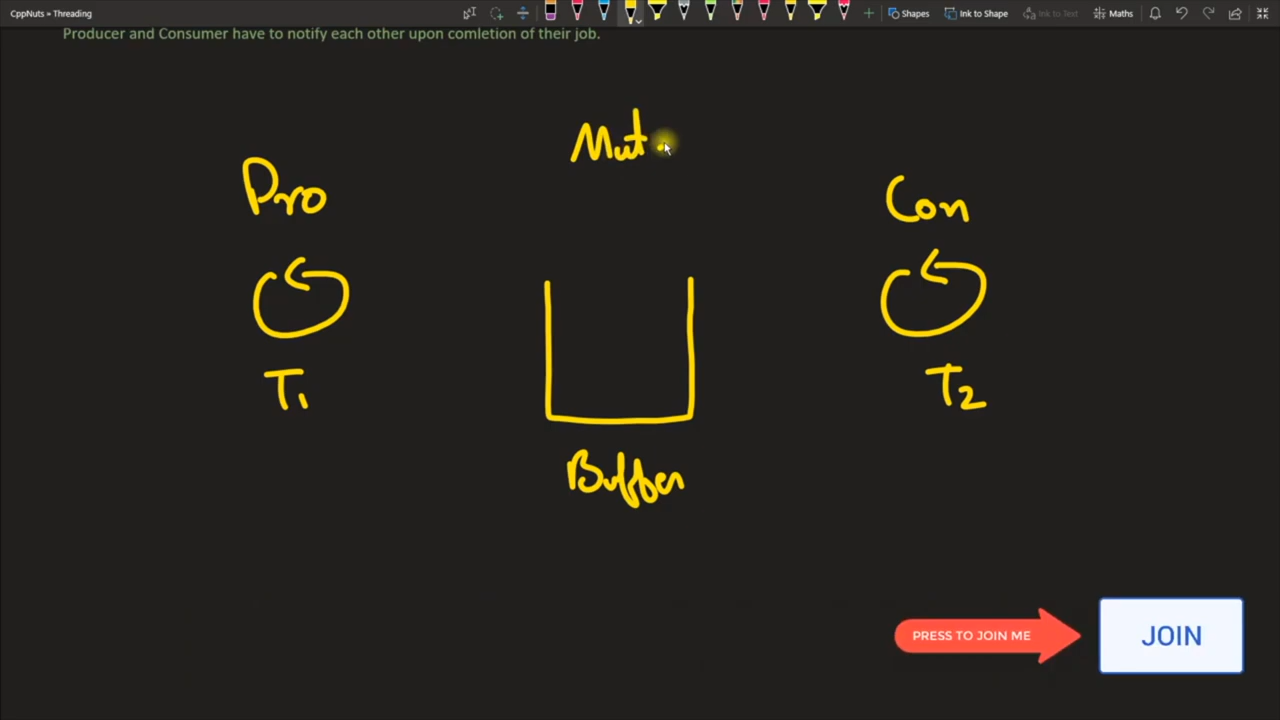 CppNuts » Threading
Shapes
Ink to Shape
Ink to Text
Maths
Producer and Consumer have to notify each other upon comletion of their job.
Mut
Pro
Con
T1
T2
Buffer
PRESS TO JOIN ME
JOIN